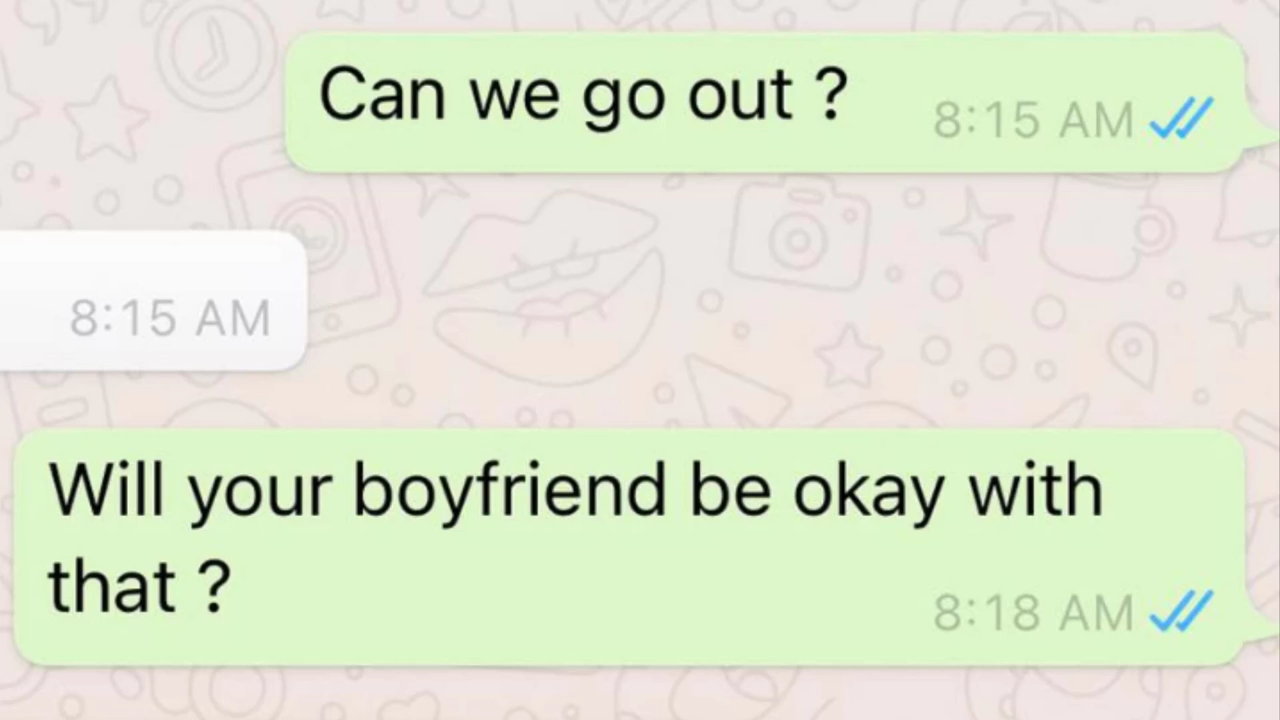 Can we go out ?
8:15 AM
8:15 AM
Will your boyfriend be okay with
that ?
8:18 AM